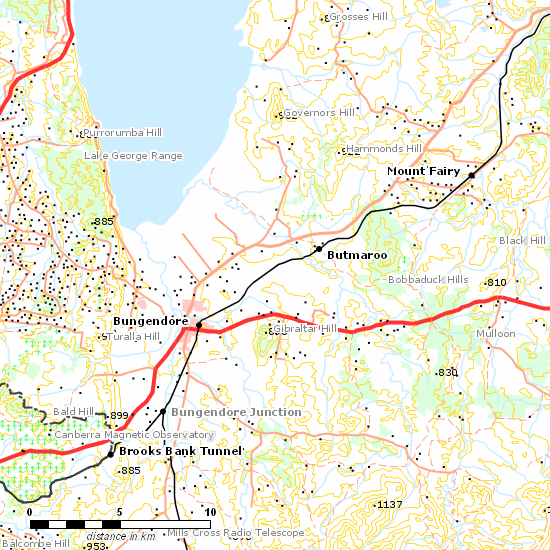 Grosses Hill
Governors Hill
Purrorumba Hill
Hammonds Hill
Lake George Range
Mount Fairy
885
Black Hill
Butmaroo
Bobbaduck Hills
810
Bungendore
Gibraltar Hill
Turalla Hill
Mulloon
830
Bald Hill
899
Bungendore Junction
Canberra Magnetic Observatory
Brooks Bank Tunnel
885
1137
0 5 10
distance in km
Mills Cross Radio Telescope
Balcombe Hill
953